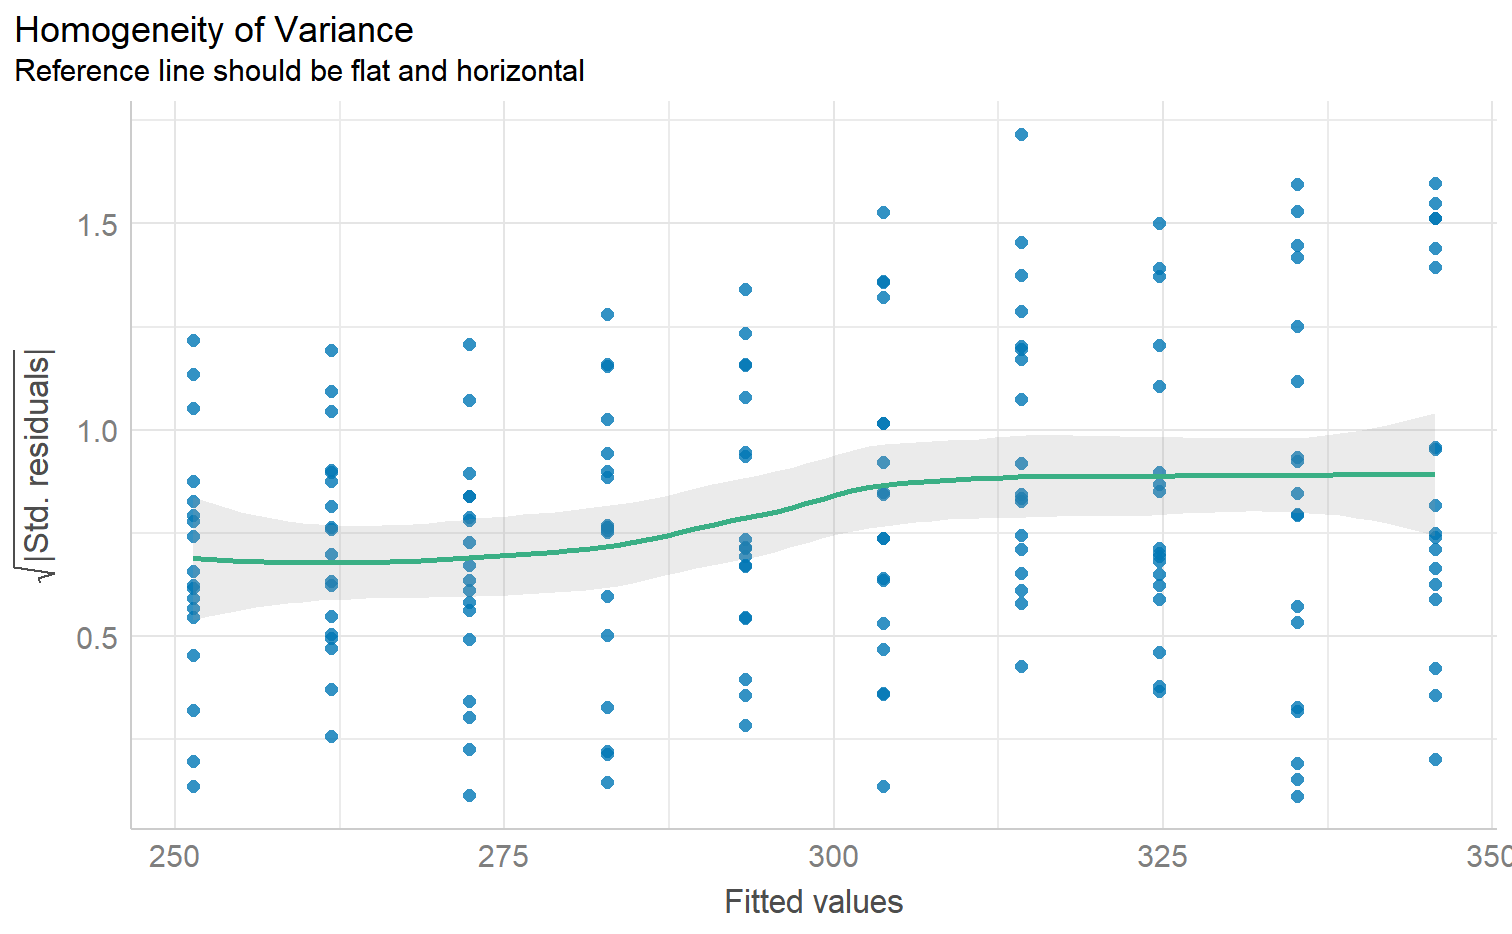 Homogeneity of Variance
Reference line should be flat and horizontal
√|Std. residuals|
1.5
1.0
0.5
250
275
300
325
350
Fitted values